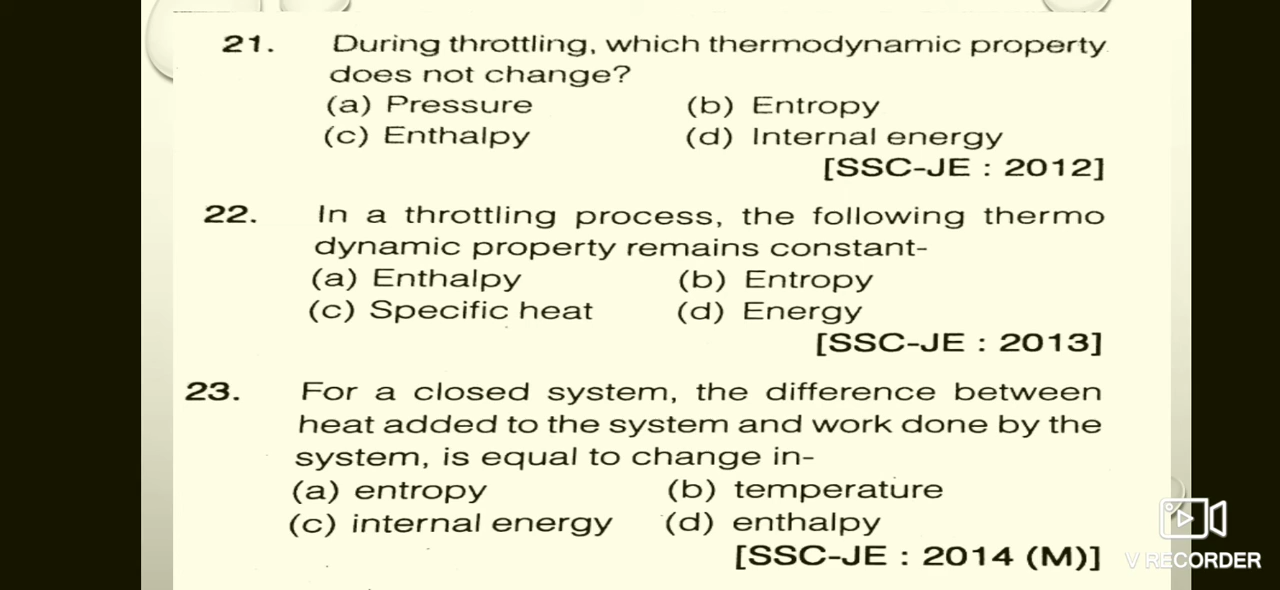 21. During throttling, which thermodynamic property
does not change?
(a) Pressure (b) Entropy
(c) Enthalpy (d) Internal energy
[SSC-JE : 2012]
22. In a throttling process, the following thermo
dynamic property remains constant-
(a) Enthalpy (b) Entropy
(c) Specific heat (d) Energy
[SSC-JE : 2013]
23. For a closed system, the difference between
heat added to the system and work done by the
system, is equal to change in-
(a) entropy (b) temperature
(c) internal energy (d) enthalpy
[SSC-JE : 2014 (M)]
V RECORDER